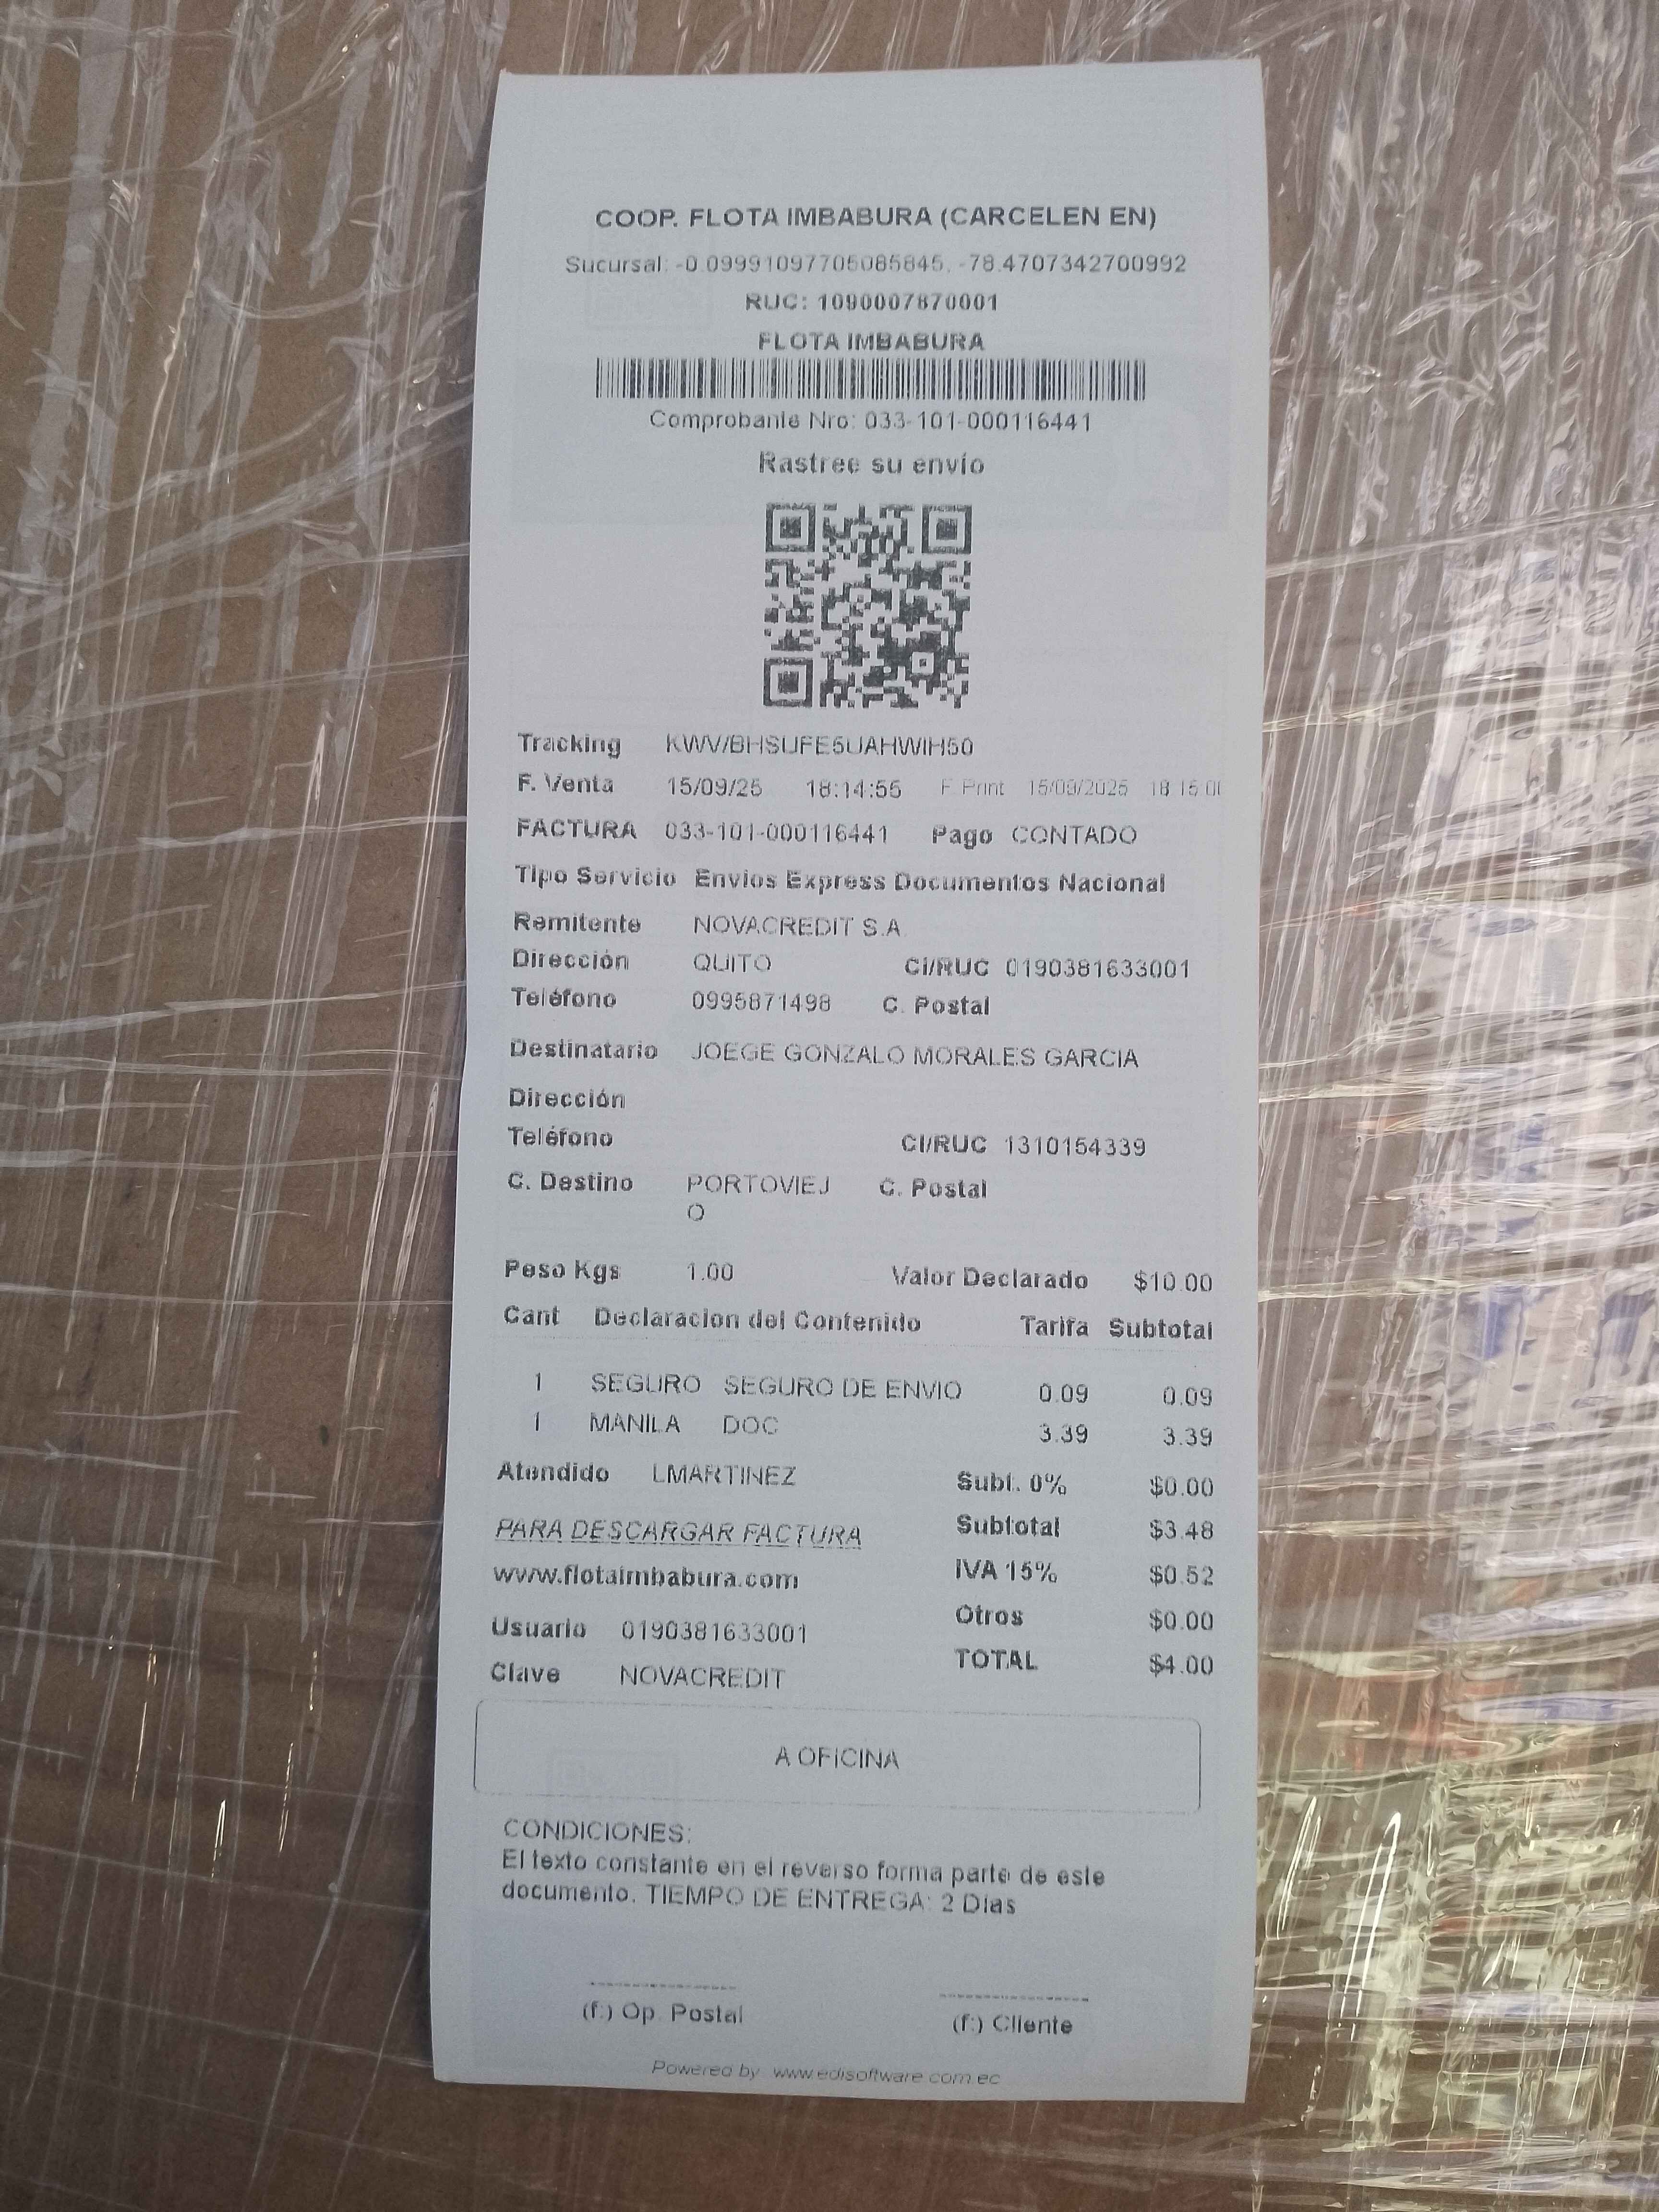 COOP. FLOTA IMBABURA (CARCELEN EN)
Sucursal: -0.09991097705085845, -78.4707342700992
RUC: 1090007870001
FLOTA IMBABURA
Comprobante Nro: 033-101-000116441
Rastree su envío
Tracking
F. Venta 15/09/25 18:14:55 F. Print 15/09/2025
FACTURA 033-101-000116441 Pago CONTADO
Tipo Servicio Envios Express Documentos Nacional
Remitente NOVACREDIT S.A.
Dirección QUITO CI/RUC 0190381633001
Teléfono 0995871498 C. Postal
Destinatario JOEGE GONZALO MORALES GARCIA
Dirección
Teléfono CI/RUC 1310154339
C. Destino PORTOVIEJ C. Postal
O
Peso Kgs 1.00 Valor Declarado $10.00
Cant Declaracion del Contenido Tarifa Subtotal
1 SEGURO SEGURO DE ENVIO 0.09 0.09
1 MANILA DOC 3.39 3.39
Atendido LMARTINEZ Subt. 0% $0.00
PARA DESCARGAR FACTURA Subtotal $3.48
www.flotaimbabura.com IVA 15% $0.52
Usuario 0190381633001 Otros $0.00
Clave NOVACREDIT TOTAL $4.00
A OFICINA
CONDICIONES:
El texto constante en el reverso forma parte de este
documento. TIEMPO DE ENTREGA: 2 Días
(f:) Op. Postal (f:) Cliente
Powered by www.edisoftware.com.ec